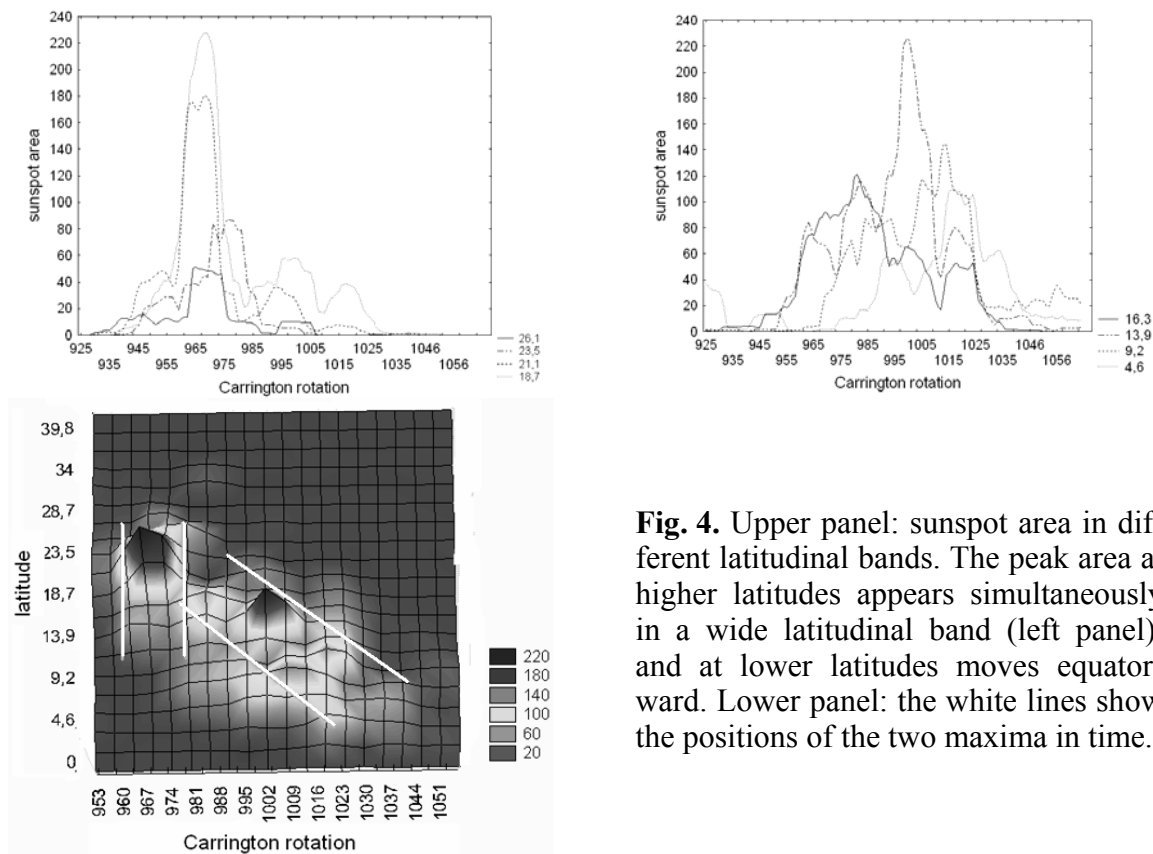 240
220
200
180
160
140
120
100
80
60
40
20
0
sunspot area
925 945 965 985 1005 1025 1046
935 955 975 995 1015 1035 1056
Carrington rotation
26,1
23,5
21,1
18,7
240
220
200
180
160
140
120
100
80
60
40
20
0
sunspot area
925 945 965 985 1005 1025 1046
935 955 975 995 1015 1035 1056
Carrington rotation
16,3
13,9
9,2
4,6
39,8
34
28,7
23,5
18,7
13,9
9,2
4,6
0
latitude
953 960 967 974 981 988 995 1002 1009 1016 1023 1030 1037 1044 1051
Carrington rotation
220
180
140
100
60
20
Fig. 4. Upper panel: sunspot area in dif
ferent latitudinal bands. The peak area a
higher latitudes appears simultaneously
in a wide latitudinal band (left panel)
and at lower latitudes moves equator
ward. Lower panel: the white lines show
the positions of the two maxima in time.